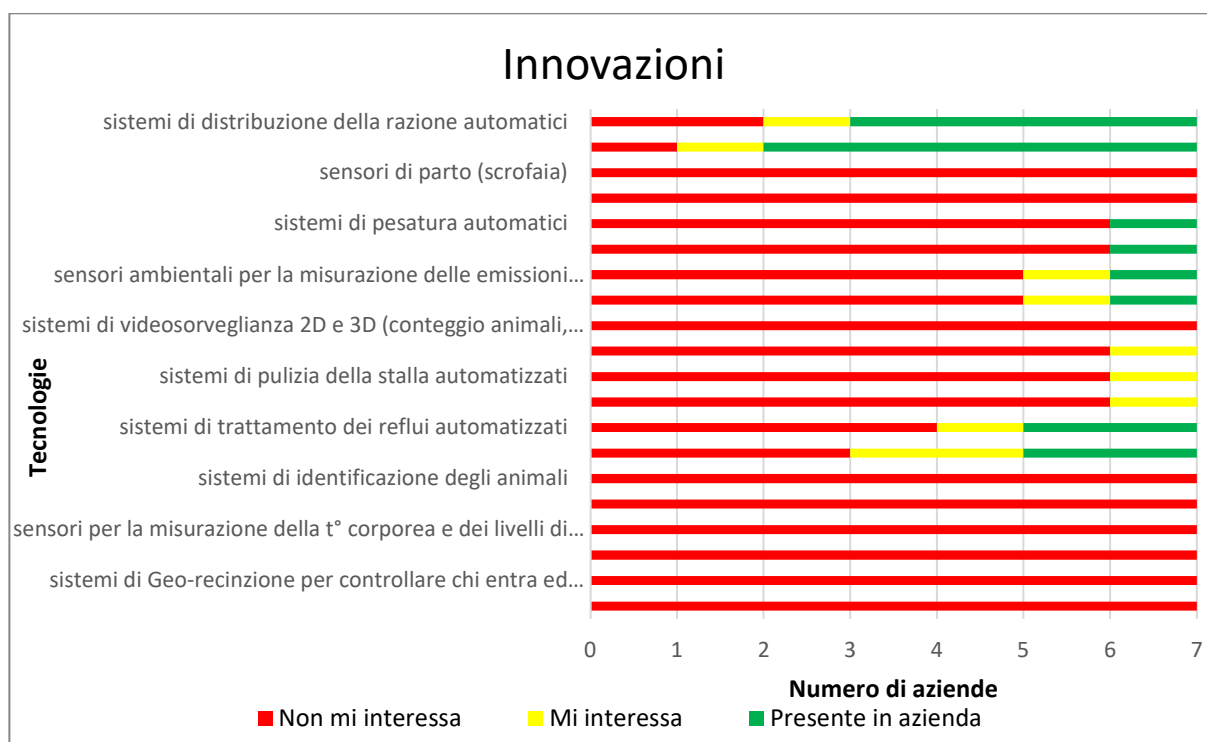 Innovazioni
sistemi di distribuzione della razione automatici
sensori di parto (scrofaia)
sistemi di pesatura automatici
sensori ambientali per la misurazione delle emissioni...
sistemi di videosorveglianza 2D e 3D (conteggio animali,...
sistemi di pulizia della stalla automatizzati
sistemi di trattamento dei reflui automatizzati
sistemi di identificazione degli animali
sensori per la misurazione della t° corporea e dei livelli di...
sistemi di Geo-recinzione per controllare chi entra ed...
Tecnologie
0 1 2 3 4 5 6 7
Numero di aziende
Non mi interessa Mi interessa Presente in azienda